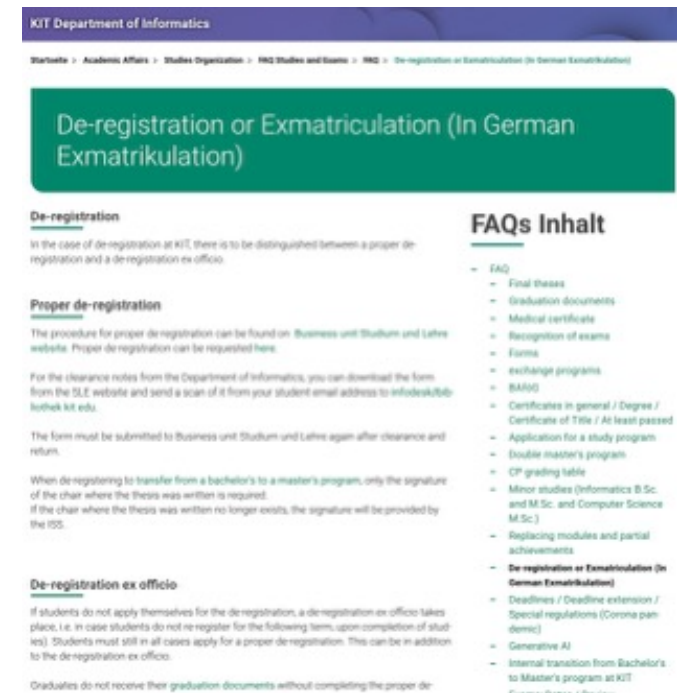 KIT Department of Informatics
Startseite > Academic Affairs > Studies Organization > FAQ Studies and Exams > FAQ > De-registration or Exmatriculation (In German Exmatrikulation)
De-registration or Exmatriculation (In German
Exmatrikulation)
De-registration
In the case of de-registration at KIT, there is to be distinguished between a proper de-
registration and a de-registration ex officio.
Proper de-registration
The procedure for proper de-registration can be found on Business unit Studium und Lehre
website. Proper de-registration can be requested here.
For the clearance notes from the Department of Informatics, you can download the form
from the SLE website and send a scan of it from your student email address to infodesk∂bib-
liothek kit edu.
The form must be submitted to Business unit Studium und Lehre again after clearance and
return.
When de-registering to transfer from a bachelor's to a master's program, only the signature
of the chair where the thesis was written is required.
If the chair where the thesis was written no longer exists, the signature will be provided by
the ISS.
De-registration ex officio
If students do not apply themselves for the de-registration, a de-registration ex officio takes
place, i.e. in case students do not re-register for the following term, upon completion of stud-
ies). Students must still in all cases apply for a proper de-registration. This can be in addition
to the de-registration ex officio.
Graduates do not receive their graduation documents without completing the proper de-
FAQs Inhalt
FAQ
Final theses
Graduation documents
Medical certificate
Recognition of exams
Forms
exchange programs
BAföG
Certificates in general / Degree /
Certificate of Title / At least passed
Application for a study program
Double master's program
CP grading table
Minor studies (Informatics B.Sc.
and M.Sc. and Computer Science
M.Sc.)
Replacing modules and partial
achievements
De-registration or Exmatriculation (In
German Exmatrikulation)
Deadlines / Deadline extension /
Special regulations (Corona pan-
demic)
Generative AI
Internal transition from Bachelor's
to Master's program at KIT